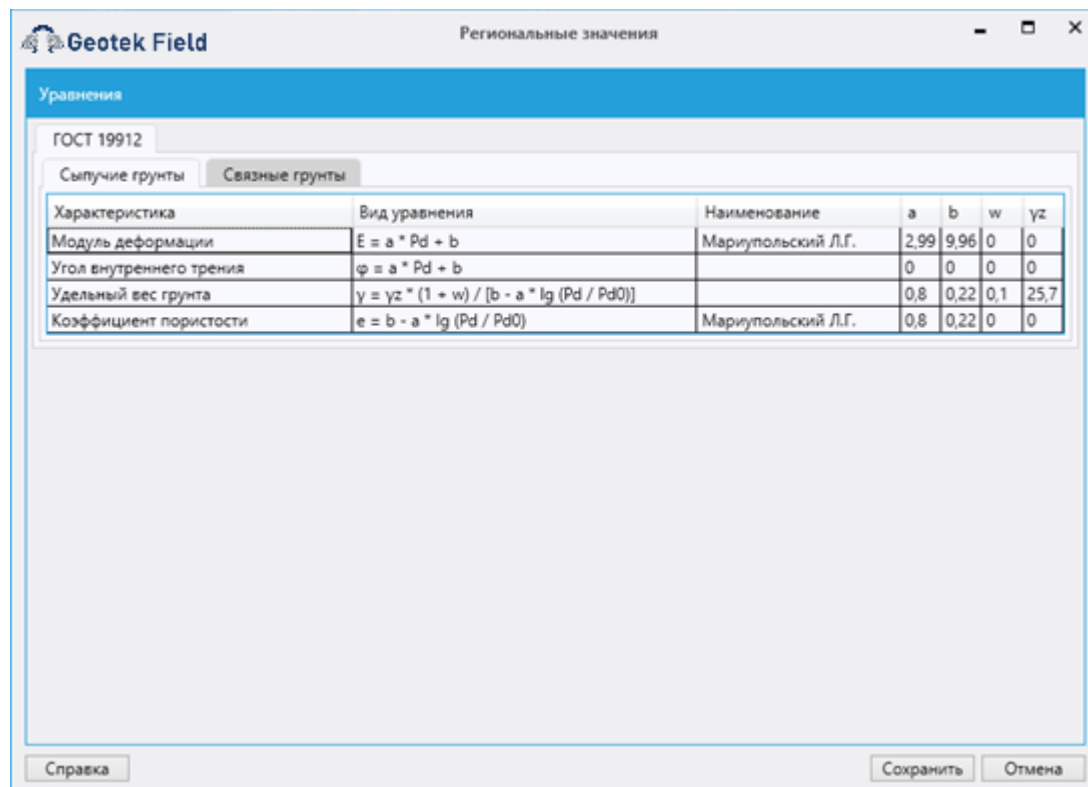 Geotek Field
Региональные значения
Уравнения
ГОСТ 19912
Сыпучие грунты Связные грунты
Характеристика Вид уравнения Наименование a b w γz
Модуль деформации E = a * Pd + b Мариупольский Л.Г. 2,99 9,96 0 0
Угол внутреннего трения φ = a * Pd + b 0 0 0 0
Удельный вес грунта γ = γz * (1 + w) / [b - a * lg (Pd / Pd0)] 0,8 0,22 0,1 25,7
Коэффициент пористости e = b - a * lg (Pd / Pd0) Мариупольский Л.Г. 0,8 0,22 0 0
Справка Сохранить Отмена